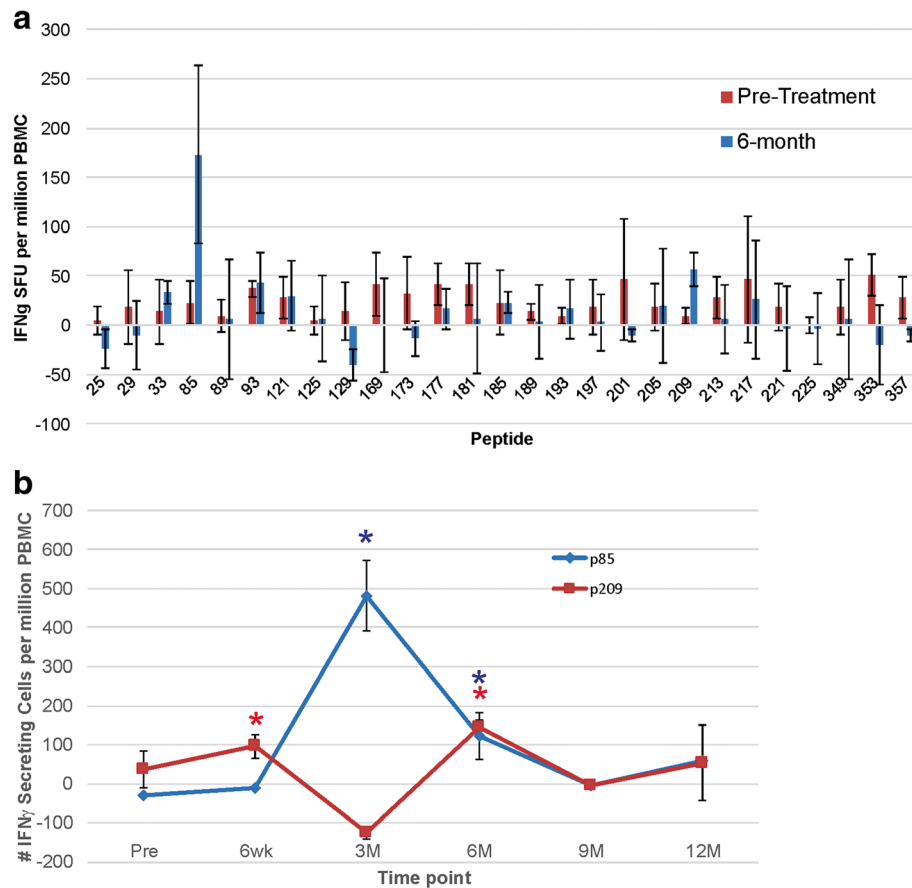 a
300
250
200
150
100
50
0
-50
-100
IFNg SFU per million PBMC
Pre-Treatment
6-month
25 29 33 85 89 93 121 125 129 169 173 177 181 185 189 193 197 201 205 209 213 217 221 225 349 353 357
Peptide
b
700
600
500
400
300
200
100
0
-100
-200
# IFNγ Secreting Cells per million PBMC
p85
p209
*
*
*
*
Pre 6wk 3M 6M 9M 12M
Time point